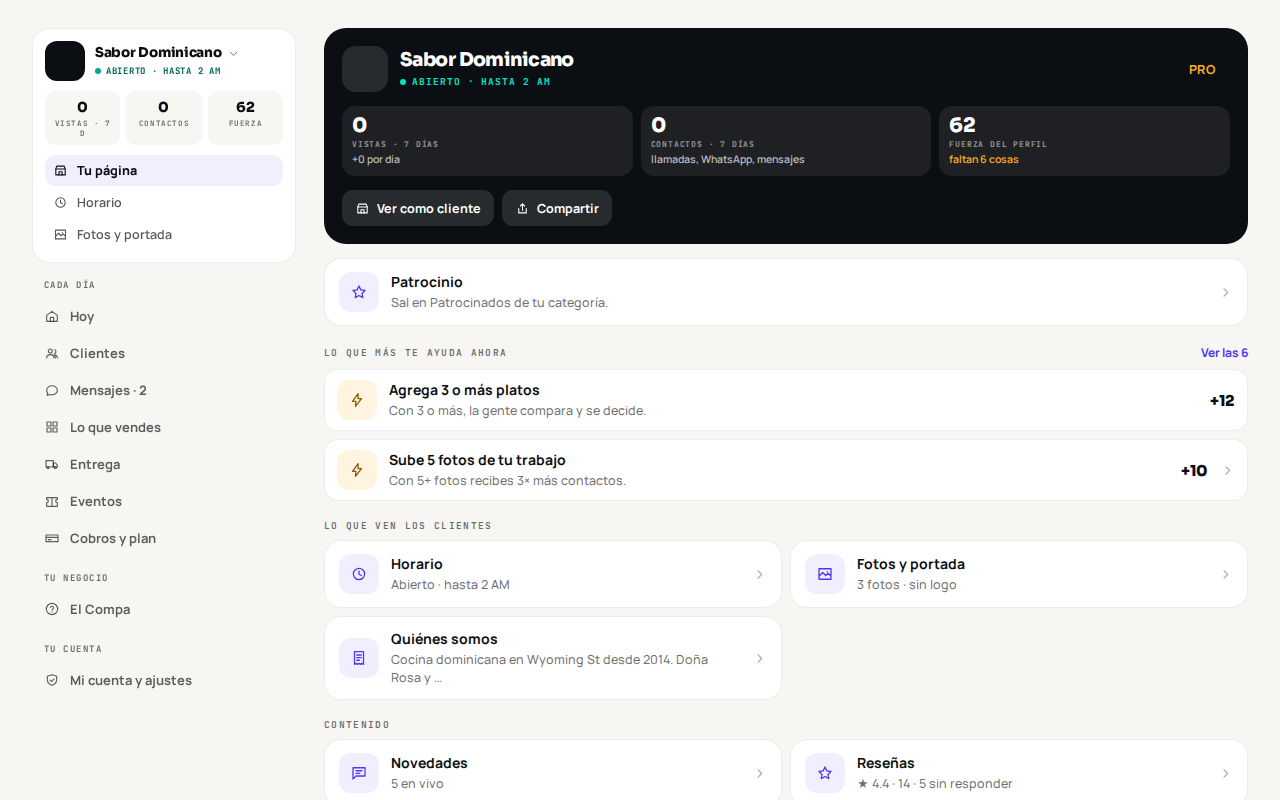 Sabor Dominicano
ABIERTO · HASTA 2 AM
0
VISTAS · 7 D
0
CONTACTOS
62
FUERZA
Tu página
Horario
Fotos y portada
CADA DÍA
Hoy
Clientes
Mensajes · 2
Lo que vendes
Entrega
Eventos
Cobros y plan
TU NEGOCIO
El Compa
TU CUENTA
Mi cuenta y ajustes
Sabor Dominicano
ABIERTO · HASTA 2 AM
PRO
0
VISTAS · 7 DÍAS
+0 por día
0
CONTACTOS · 7 DÍAS
llamadas, WhatsApp, mensajes
62
FUERZA DEL PERFIL
faltan 6 cosas
Ver como cliente
Compartir
Patrocinio
Sal en Patrocinados de tu categoría.
LO QUE MÁS TE AYUDA AHORA
Ver las 6
Agrega 3 o más platos
Con 3 o más, la gente compara y se decide.
+12
Sube 5 fotos de tu trabajo
Con 5+ fotos recibes 3× más contactos.
+10
LO QUE VEN LOS CLIENTES
Horario
Abierto · hasta 2 AM
Fotos y portada
3 fotos · sin logo
Quiénes somos
Cocina dominicana en Wyoming St desde 2014. Doña
Rosa y …
CONTENIDO
Novedades
5 en vivo
Reseñas
★ 4.4 · 14 · 5 sin responder